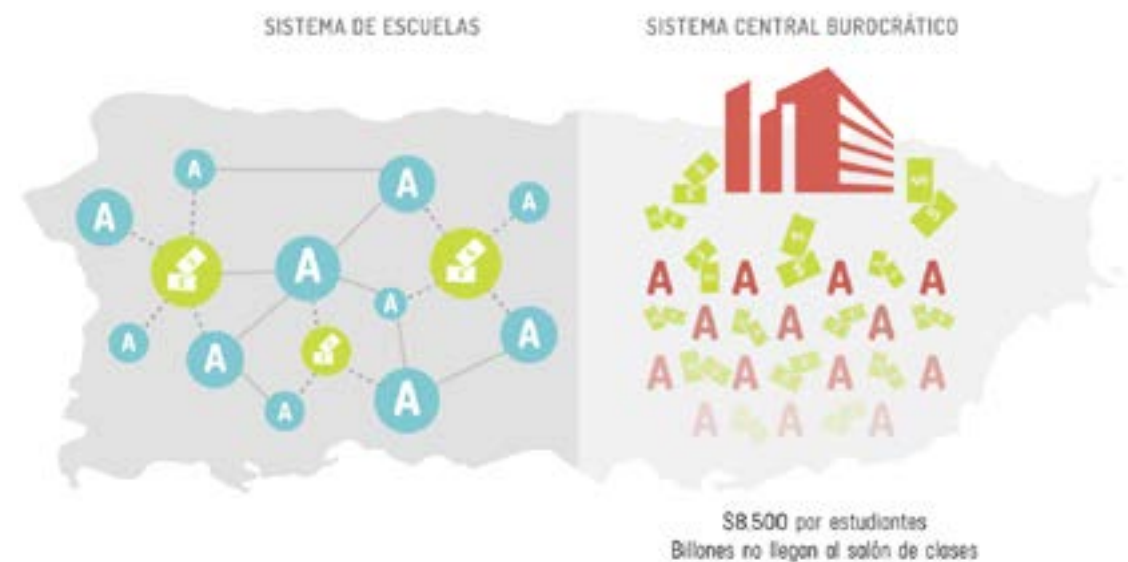 SISTEMA DE ESCUELAS
SISTEMA CENTRAL BUROCRÁTICO
A
A
A
A
A
A
A
A
A
A
A
A A A A
A A A
A A A A
A A A
$8.500 por estudiantes
Billones no llegan al salón de clases